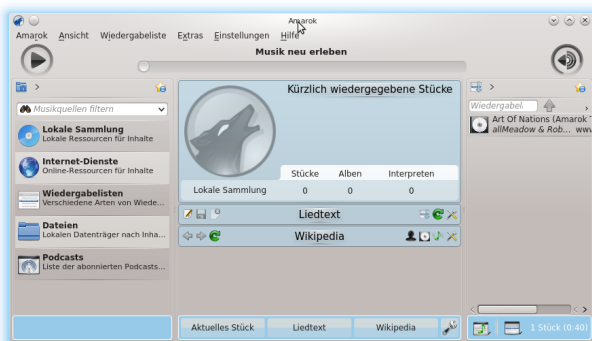 Amarok
Amarok Ansicht Wiedergabeliste Extras Einstellungen Hilfe
Musik neu erleben
Musikquellen filtern
Lokale Sammlung
Lokale Ressourcen für Inhalte
Internet-Dienste
Online-Ressourcen für Inhalte
Wiedergabelisten
Verschiedene Arten von Wiede...
Dateien
Lokalen Datenträger nach Inha...
Podcasts
Liste der abonnierten Podcasts...
Kürzlich wiedergegebene Stücke
Stücke Alben Interpreten
Lokale Sammlung 0 0 0
Liedtext
Wikipedia
Aktuelles Stück Liedtext Wikipedia
Wiedergabel
Art Of Nations (Amarok
allMeadow & Rob... www
1 Stück (0:40)